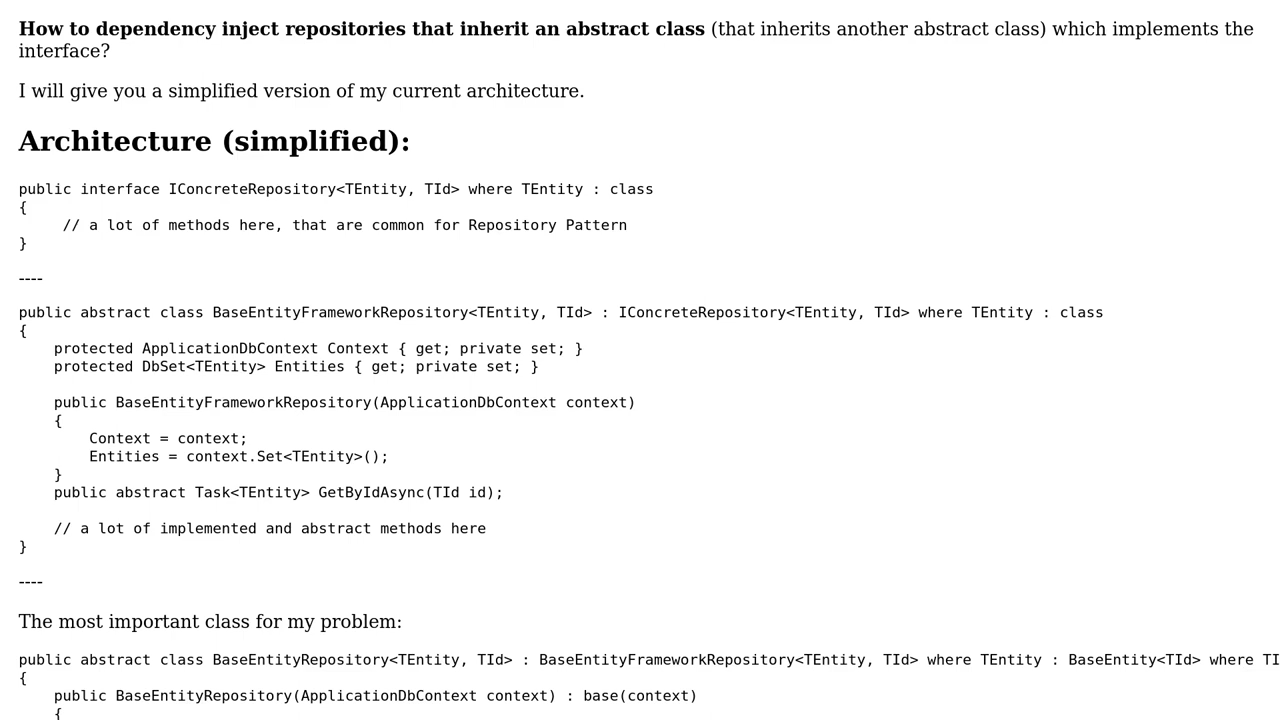 How to dependency inject repositories that inherit an abstract class (that inherits another abstract class) which implements the
interface?
I will give you a simplified version of my current architecture.
Architecture (simplified):
public interface IConcreteRepository<TEntity, TId> where TEntity : class
{
     // a lot of methods here, that are common for Repository Pattern
}
----
public abstract class BaseEntityFrameworkRepository<TEntity, TId> : IConcreteRepository<TEntity, TId> where TEntity : class
{
    protected ApplicationDbContext Context { get; private set; }
    protected DbSet<TEntity> Entities { get; private set; }
    public BaseEntityFrameworkRepository(ApplicationDbContext context)
    {
        Context = context;
        Entities = context.Set<TEntity>();
    }
    public abstract Task<TEntity> GetByIdAsync(TId id);
    // a lot of implemented and abstract methods here
}
----
The most important class for my problem:
public abstract class BaseEntityRepository<TEntity, TId> : BaseEntityFrameworkRepository<TEntity, TId> where TEntity : BaseEntity<TId> where TI
{
    public BaseEntityRepository(ApplicationDbContext context) : base(context)
    {